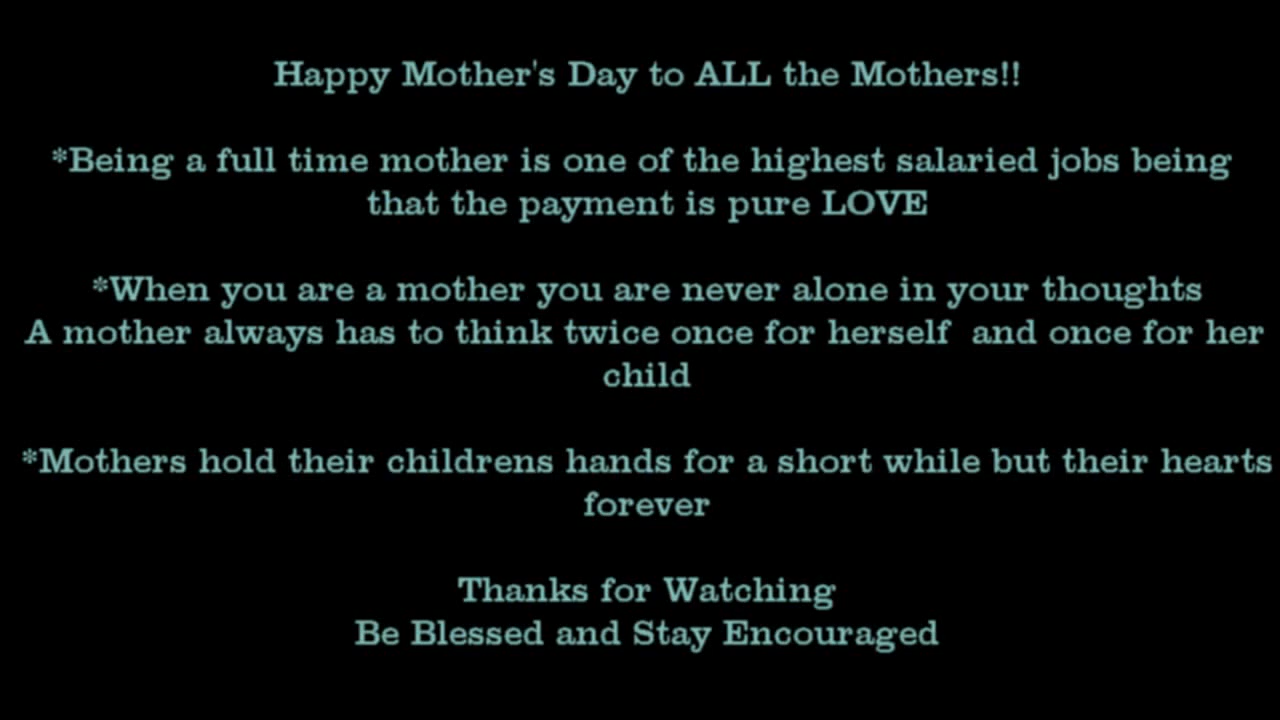 Happy Mother's Day to ALL the Mothers!!
*Being a full time mother is one of the highest salaried jobs being
that the payment is pure LOVE
*When you are a mother you are never alone in your thoughts
A mother always has to think twice once for herself  and once for her
child
*Mothers hold their childrens hands for a short while but their hearts
forever
Thanks for Watching
Be Blessed and Stay Encouraged